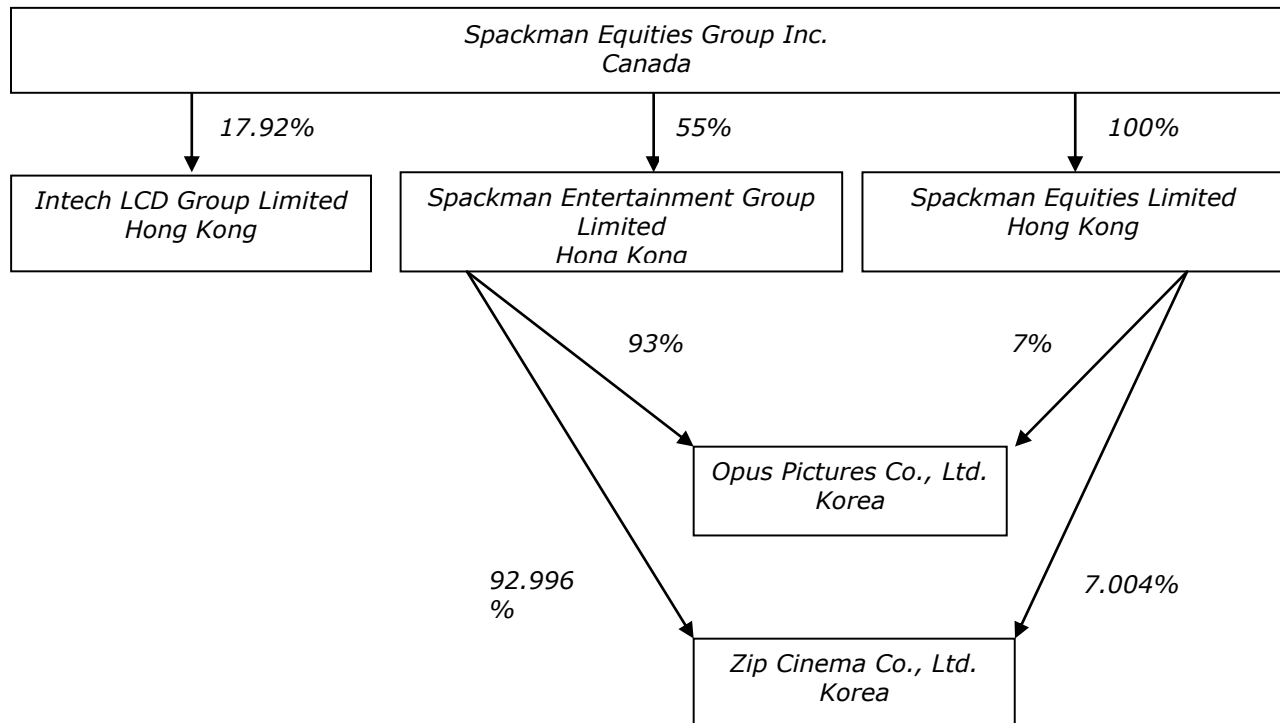 Spackman Equities Group Inc.
Canada
17.92%
55%
100%
Intech LCD Group Limited
Hong Kong
Spackman Entertainment Group
Limited
Hong Kong
Spackman Equities Limited
Hong Kong
93%
7%
Opus Pictures Co., Ltd.
Korea
92.996
%
7.004%
Zip Cinema Co., Ltd.
Korea